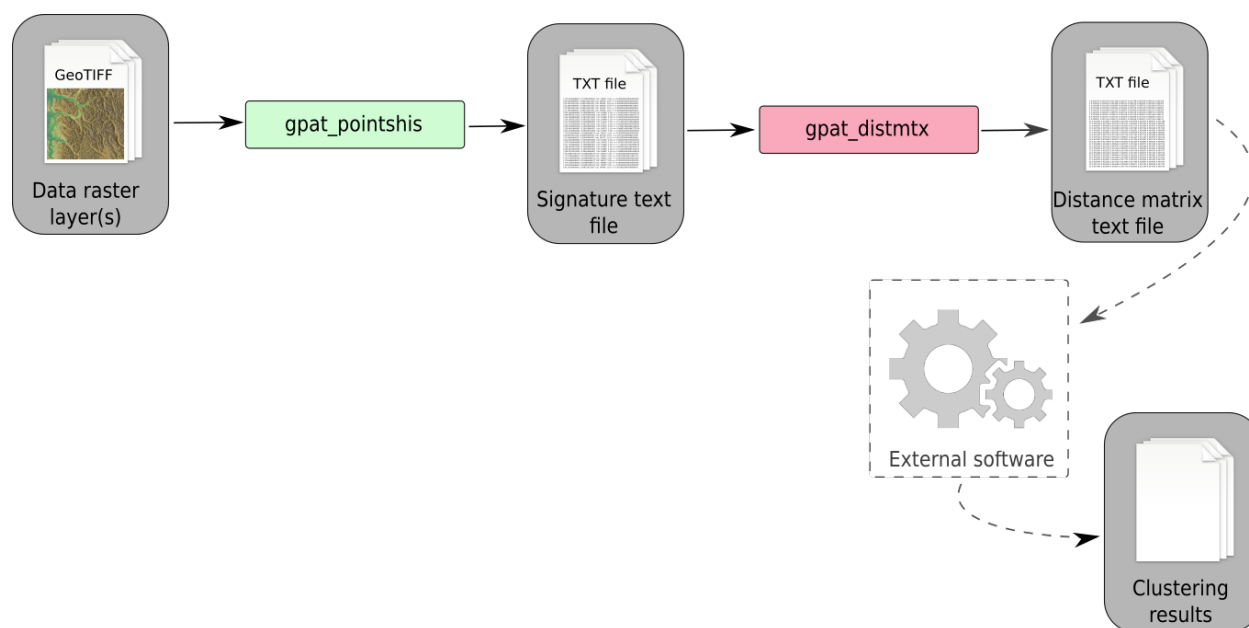 GeoTIFF
Data raster
layer(s)
gpat_pointshis
TXT file
Signature text
file
gpat_distmtx
TXT file
Distance matrix
text file
External software
Clustering
results